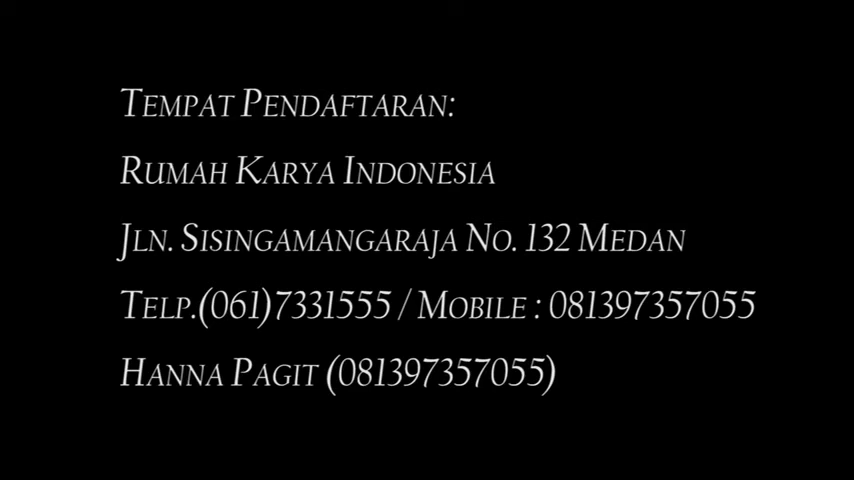 Tempat Pendaftaran:
Rumah Karya Indonesia
Jln. Sisingamangaraja No. 132 Medan
Telp.(061)7331555 / Mobile : 081397357055
Hanna Pagit (081397357055)